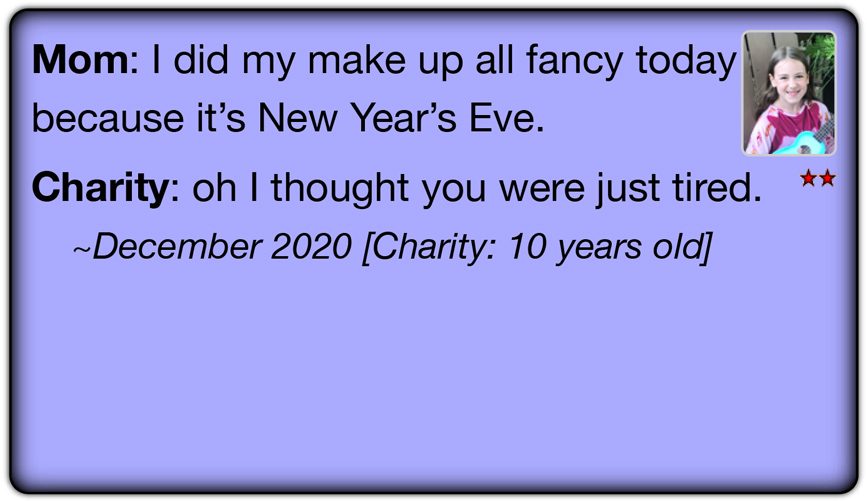 Mom: I did my make up all fancy today
because it’s New Year’s Eve.
Charity: oh I thought you were just tired.
~December 2020 [Charity: 10 years old]